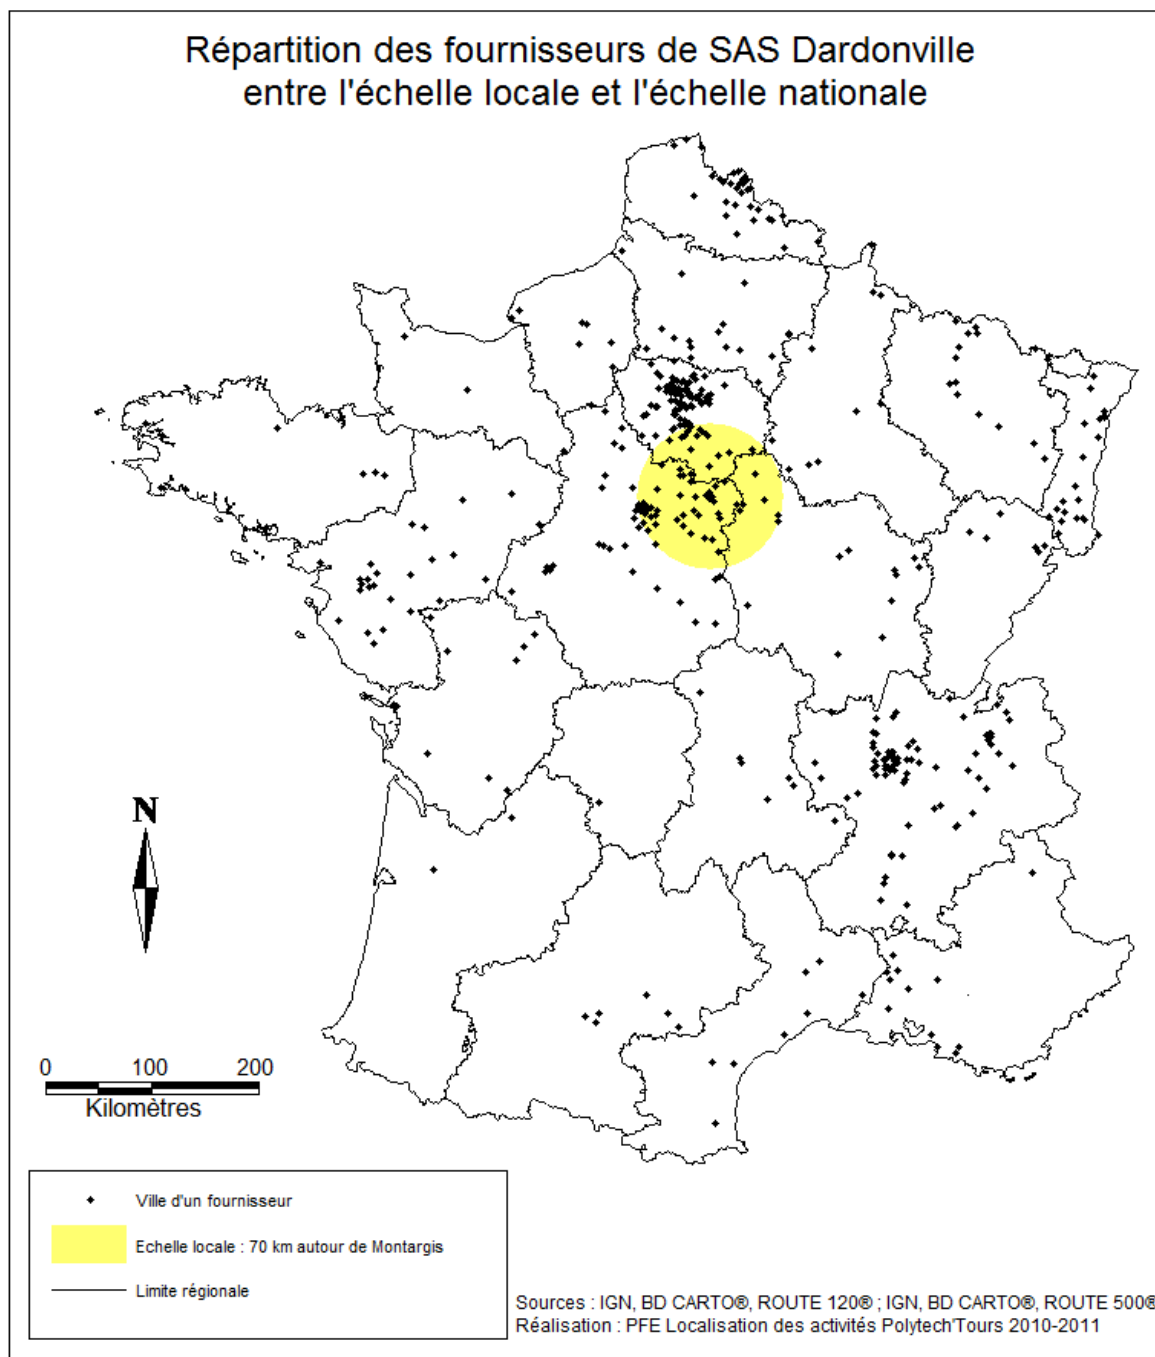 Répartition des fournisseurs de SAS Dardonville
entre l'échelle locale et l'échelle nationale
N
0 100 200
Kilomètres
Ville d'un fournisseur
Echelle locale : 70 km autour de Montargis
Limite régionale
Sources : IGN, BD CARTO®, ROUTE 120® ; IGN, BD CARTO®, ROUTE 500®
Réalisation : PFE Localisation des activités Polytech'Tours 2010-2011